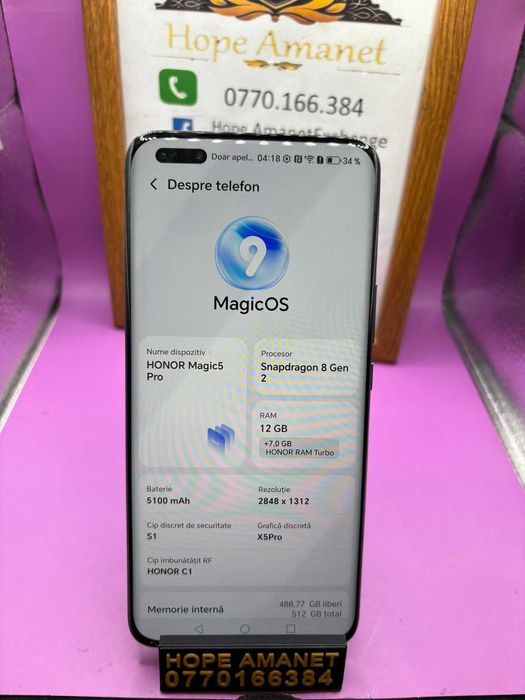 Hope Amanet
0770.166.384
Hope AmanetExchange
Doar apel... 04:18 34 %
Despre telefon
9
MagicOS
Nume dispozitiv
HONOR Magic5
Pro
Procesor
Snapdragon 8 Gen
2
RAM
12 GB
+7,0 GB
HONOR RAM Turbo
Baterie
5100 mAh
Rezoluție
2848 x 1312
Cip discret de securitate
S1
Grafică discretă
X5Pro
Cip îmbunătățit RF
HONOR C1
Memorie internă
488,77 GB liberi
512 GB total
HOPE AMANET
0770166384